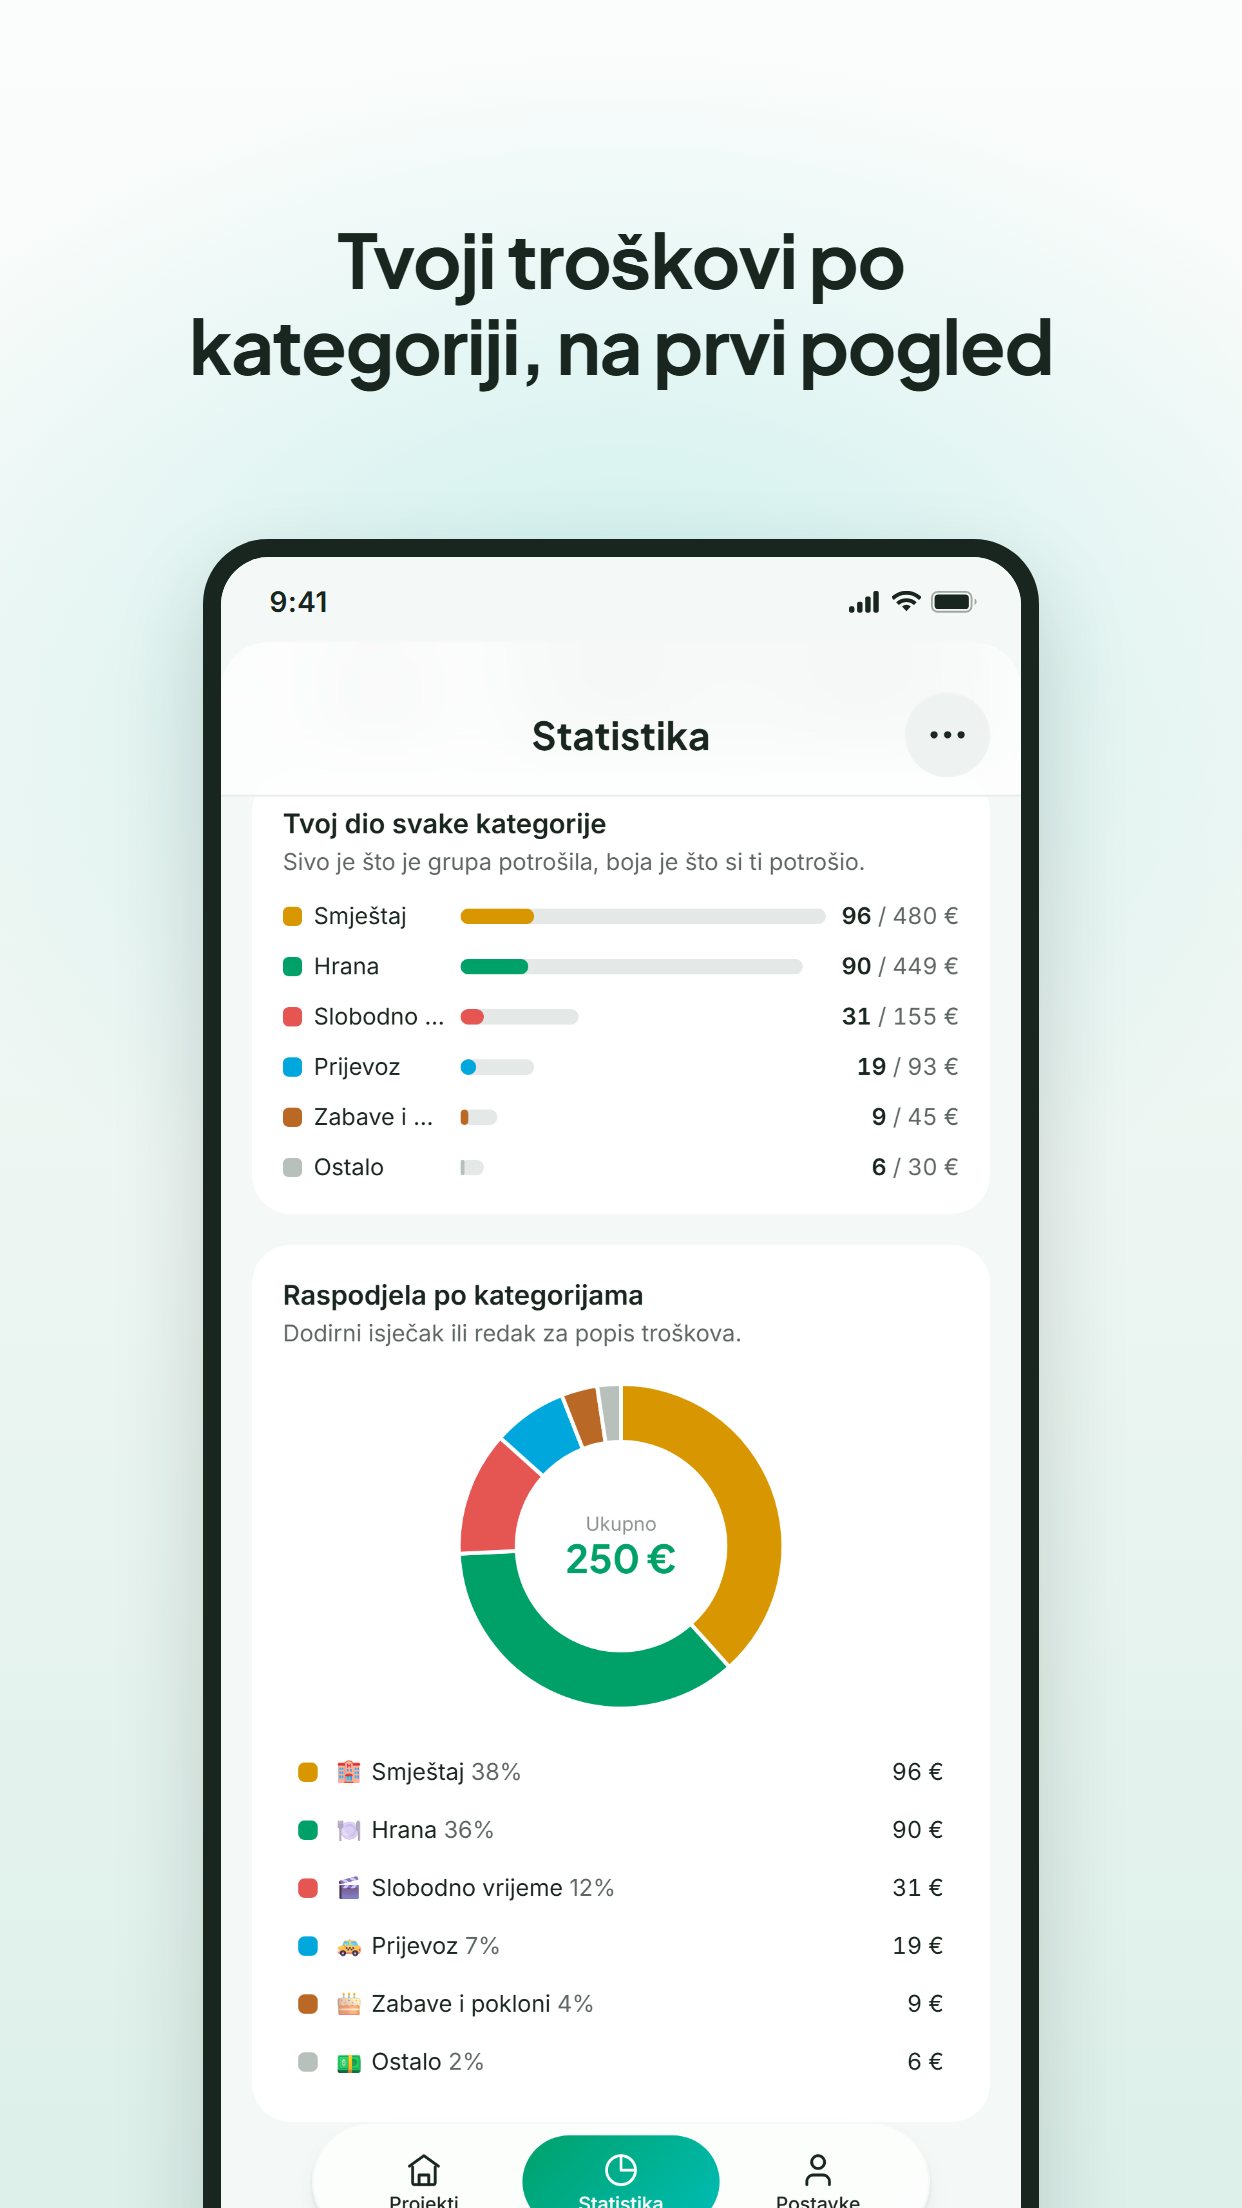 Tvoji troškovi po
kategoriji, na prvi pogled
9:41
Statistika
Tvoj dio svake kategorije
Sivo je što je grupa potrošila, boja je što si ti potrošio.
Smještaj 96 / 480 €
Hrana 90 / 449 €
Slobodno ... 31 / 155 €
Prijevoz 19 / 93 €
Zabave i ... 9 / 45 €
Ostalo 6 / 30 €
Raspodjela po kategorijama
Dodirni isječak ili redak za popis troškova.
Ukupno
250 €
Smještaj 38% 96 €
Hrana 36% 90 €
Slobodno vrijeme 12% 31 €
Prijevoz 7% 19 €
Zabave i pokloni 4% 9 €
Ostalo 2% 6 €
Projekti Statistika Postavke